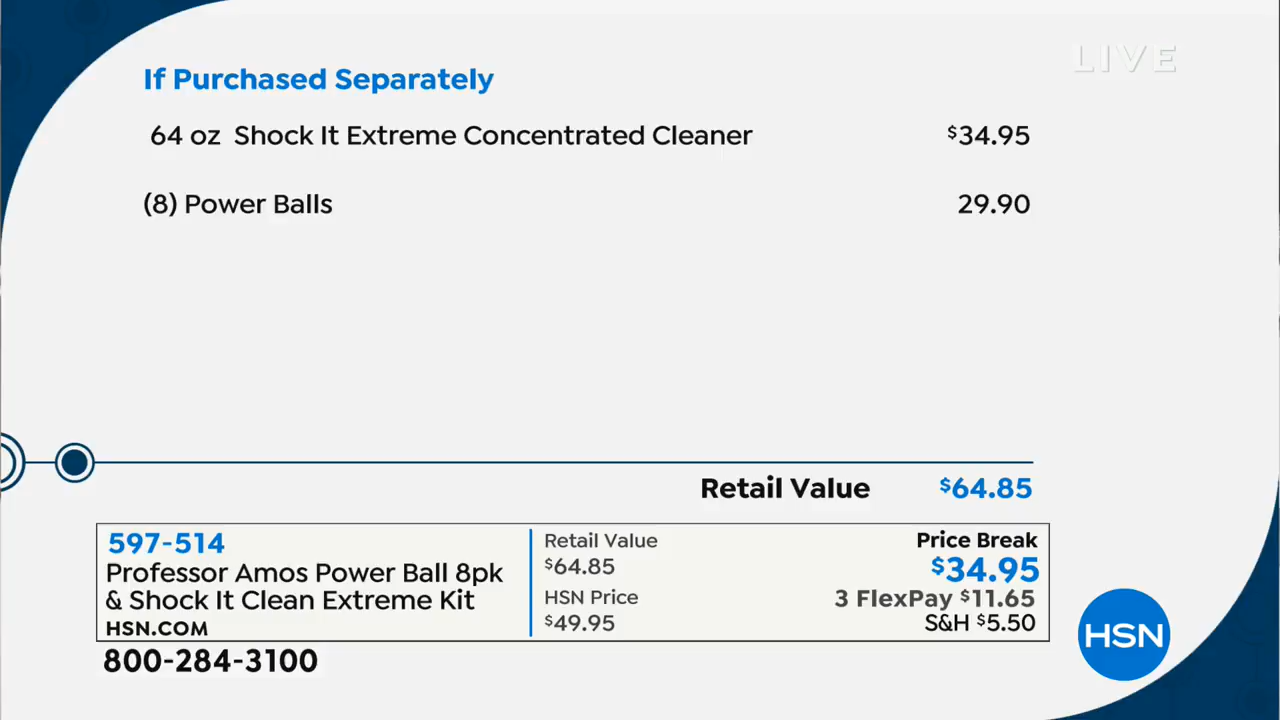 LIVE
If Purchased Separately
64 oz Shock It Extreme Concentrated Cleaner $34.95
(8) Power Balls 29.90
Retail Value $64.85
597-514
Professor Amos Power Ball 8pk
& Shock It Clean Extreme Kit
HSN.COM
Retail Value
$64.85
HSN Price
$49.95
Price Break
$34.95
3 FlexPay $11.65
S&H $5.50
800-284-3100
HSN